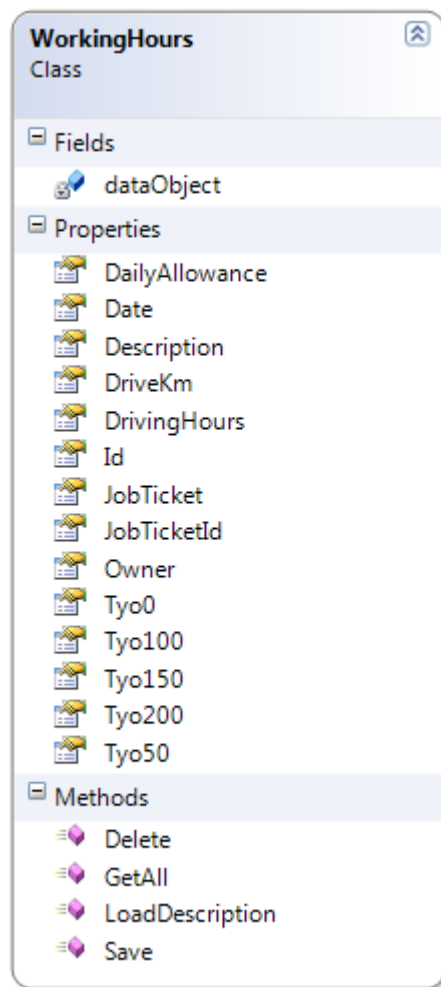 WorkingHours
Class
Fields
dataObject
Properties
DailyAllowance
Date
Description
DriveKm
DrivingHours
Id
JobTicket
JobTicketId
Owner
Tyo0
Tyo100
Tyo150
Tyo200
Tyo50
Methods
Delete
GetAll
LoadDescription
Save